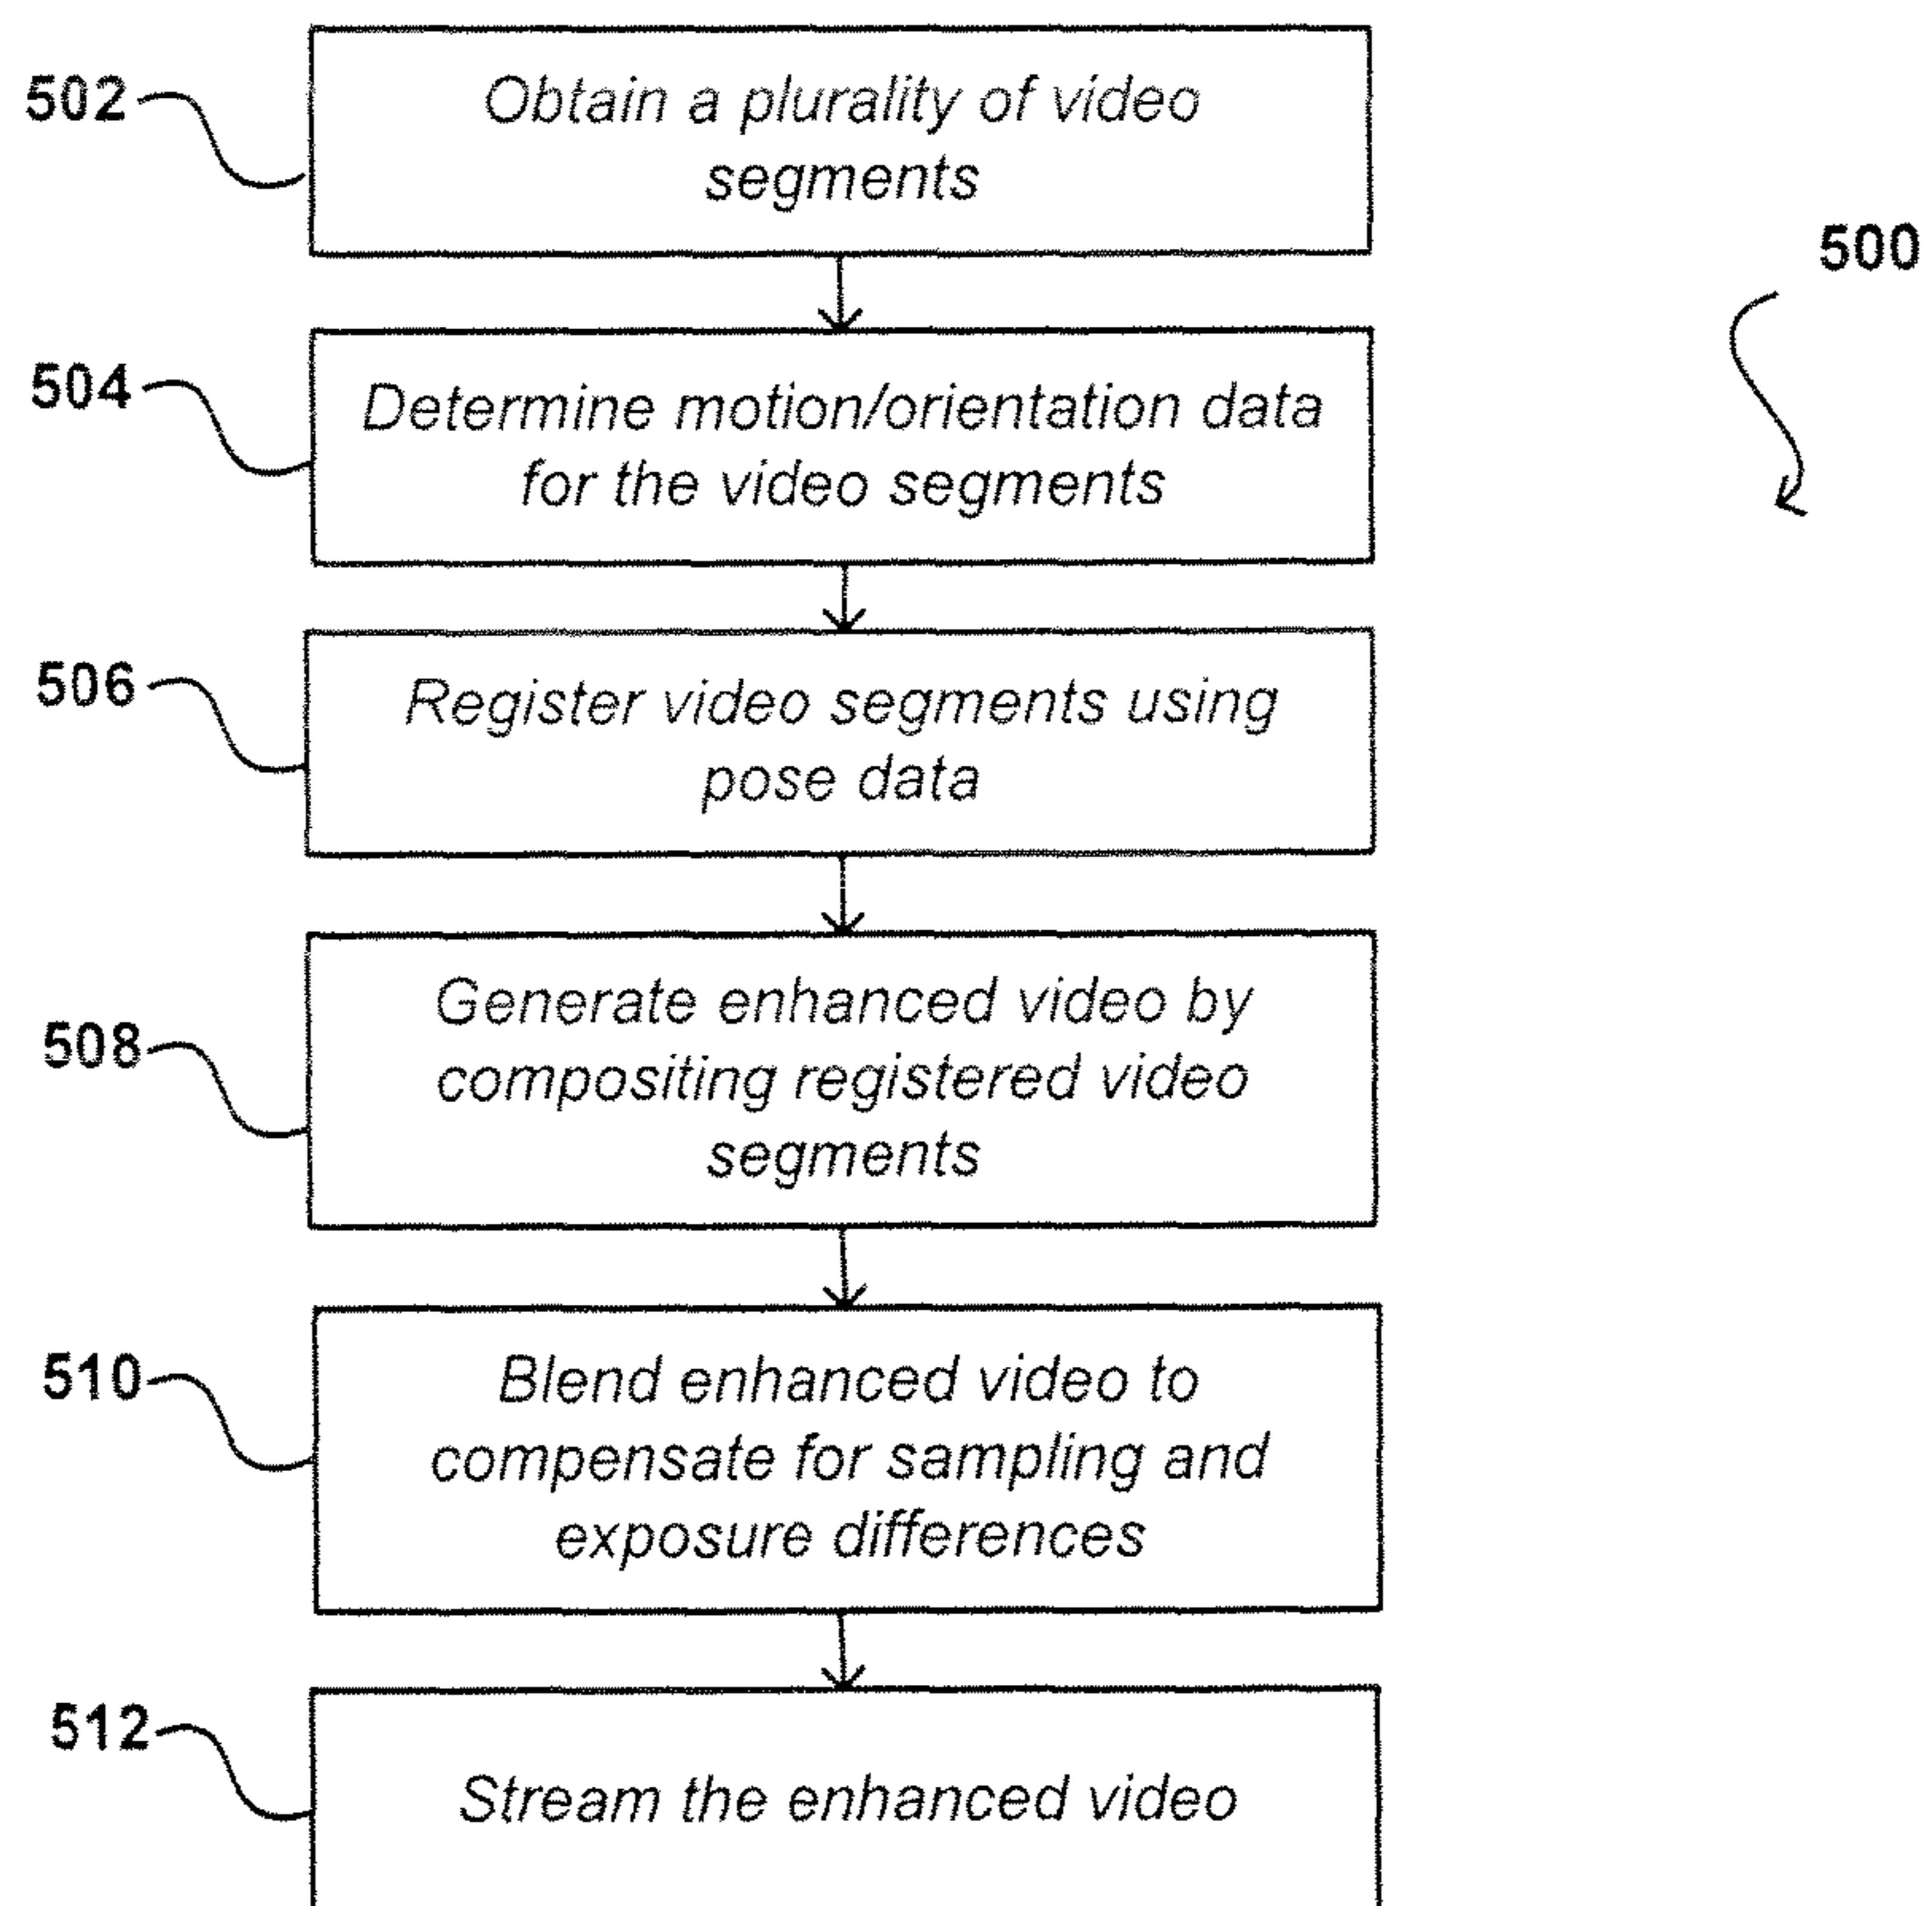 502
Obtain a plurality of video
segments
500
504
Determine motion/orientation data
for the video segments
506
Register video segments using
pose data
508
Generate enhanced video by
compositing registered video
segments
510
Blend enhanced video to
compensate for sampling and
exposure differences
512
Stream the enhanced video